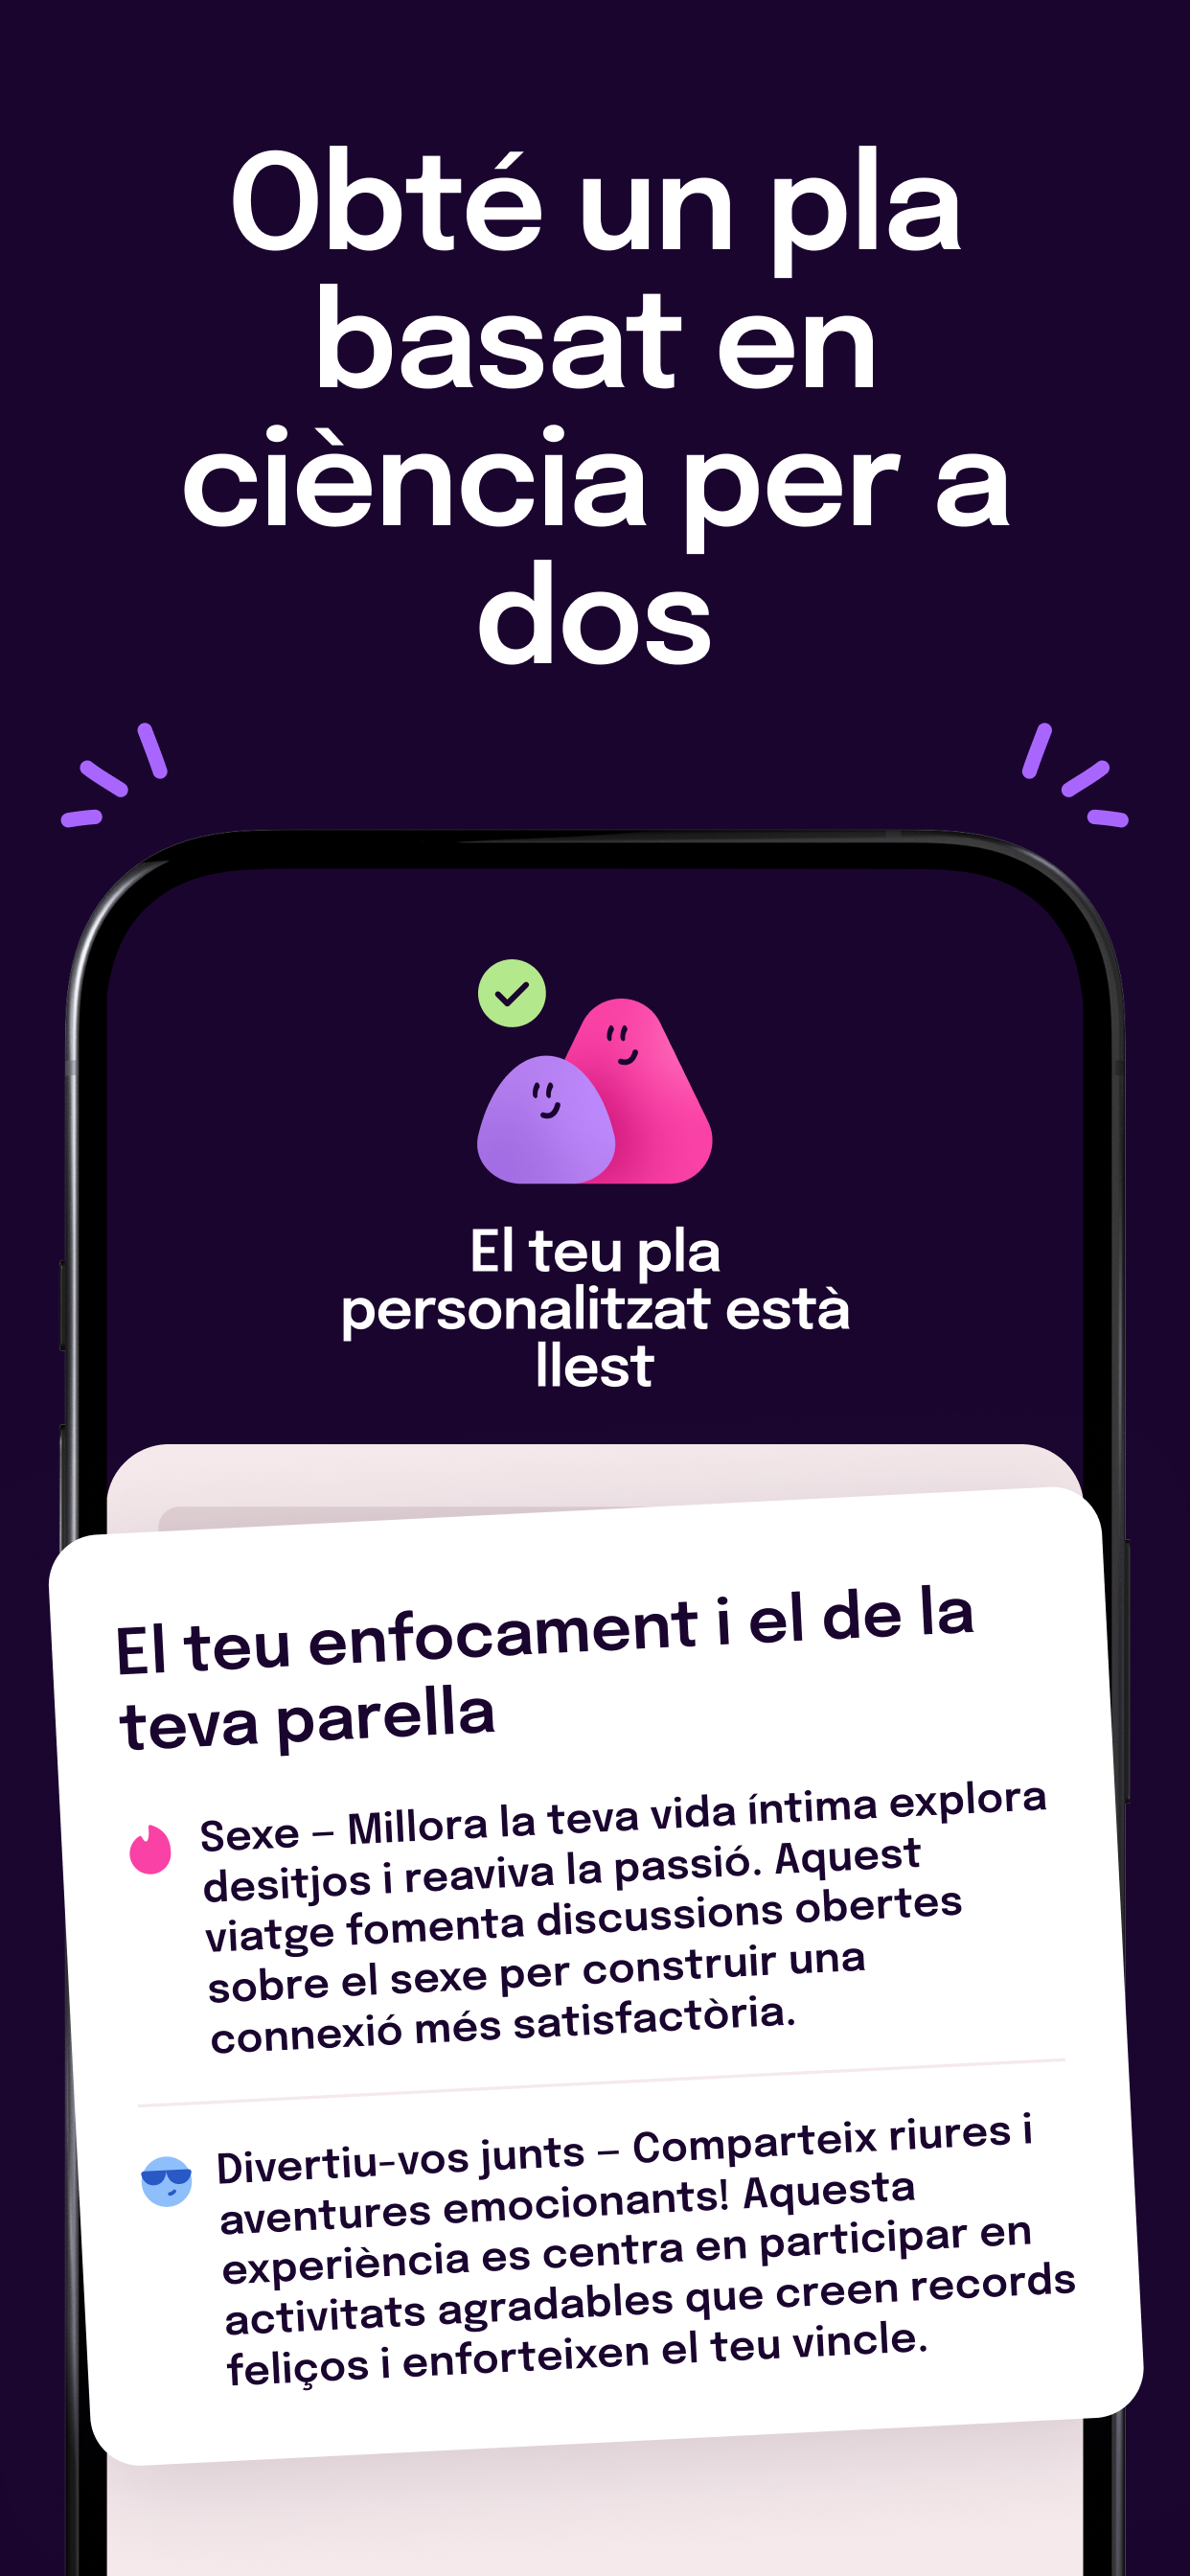 Obté un pla
basat en
ciència per a
dos
El teu pla
personalitzat està
llest
El teu enfocament i el de la
teva parella
Sexe – Millora la teva vida íntima explora
desitjos i reaviva la passió. Aquest
viatge fomenta discussions obertes
sobre el sexe per construir una
connexió més satisfactòria.
Divertiu-vos junts – Comparteix riures i
aventures emocionants! Aquesta
experiència es centra en participar en
activitats agradables que creen records
feliços i enforteixen el teu vincle.